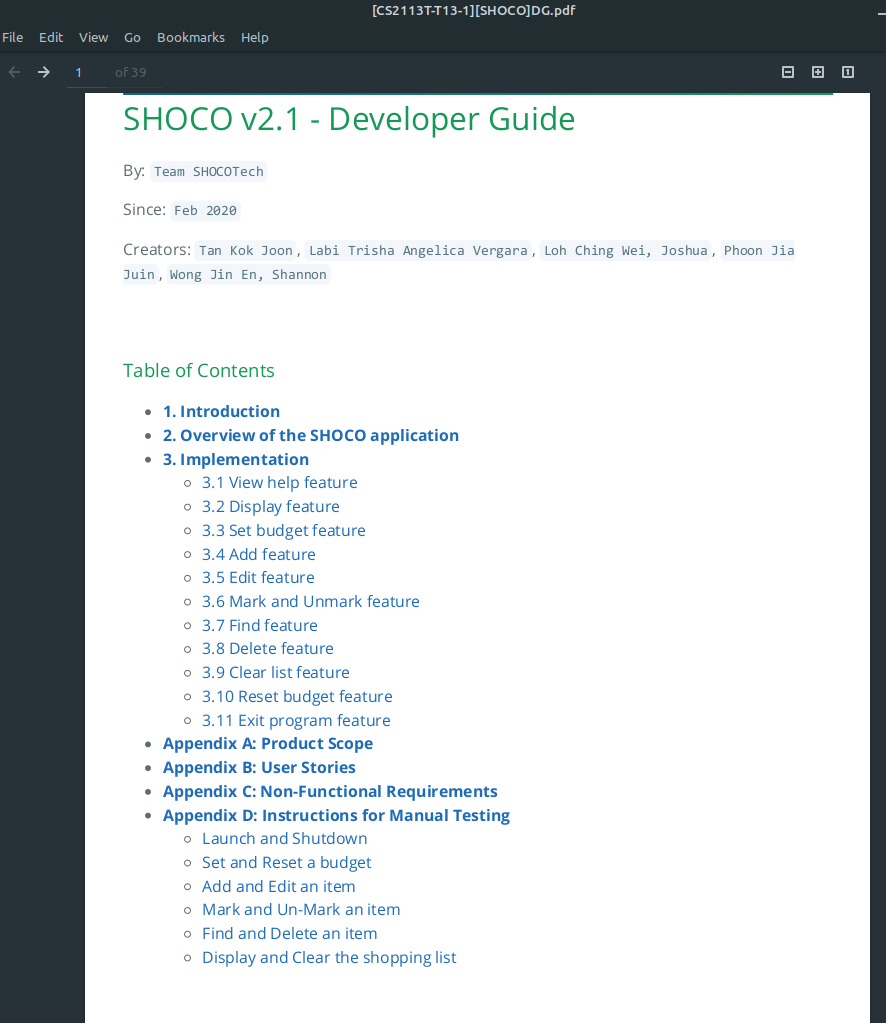 [CS2113T-T13-1][SHOCO]DG.pdf
File Edit View Go Bookmarks Help
1 of 39
SHOCO v2.1 - Developer Guide
By: Team SHOCOTech
Since: Feb 2020
Creators: Tan Kok Joon, Labi Trisha Angelica Vergara, Loh Ching Wei, Joshua, Phoon Jia
Juin, Wong Jin En, Shannon
Table of Contents
• 1. Introduction
• 2. Overview of the SHOCO application
• 3. Implementation
◦ 3.1 View help feature
◦ 3.2 Display feature
◦ 3.3 Set budget feature
◦ 3.4 Add feature
◦ 3.5 Edit feature
◦ 3.6 Mark and Unmark feature
◦ 3.7 Find feature
◦ 3.8 Delete feature
◦ 3.9 Clear list feature
◦ 3.10 Reset budget feature
◦ 3.11 Exit program feature
• Appendix A: Product Scope
• Appendix B: User Stories
• Appendix C: Non-Functional Requirements
• Appendix D: Instructions for Manual Testing
◦ Launch and Shutdown
◦ Set and Reset a budget
◦ Add and Edit an item
◦ Mark and Un-Mark an item
◦ Find and Delete an item
◦ Display and Clear the shopping list